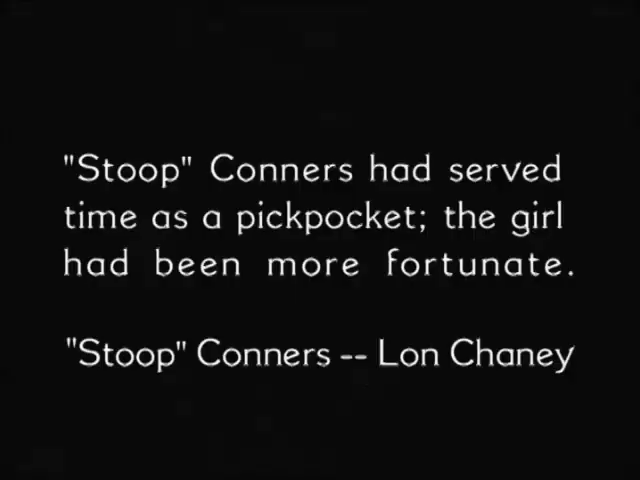 "Stoop" Conners had served
time as a pickpocket; the girl
had been more fortunate.
"Stoop" Conners -- Lon Chaney